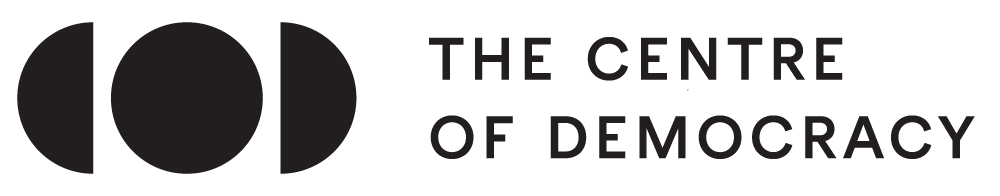 THE CENTRE
OF DEMOCRACY